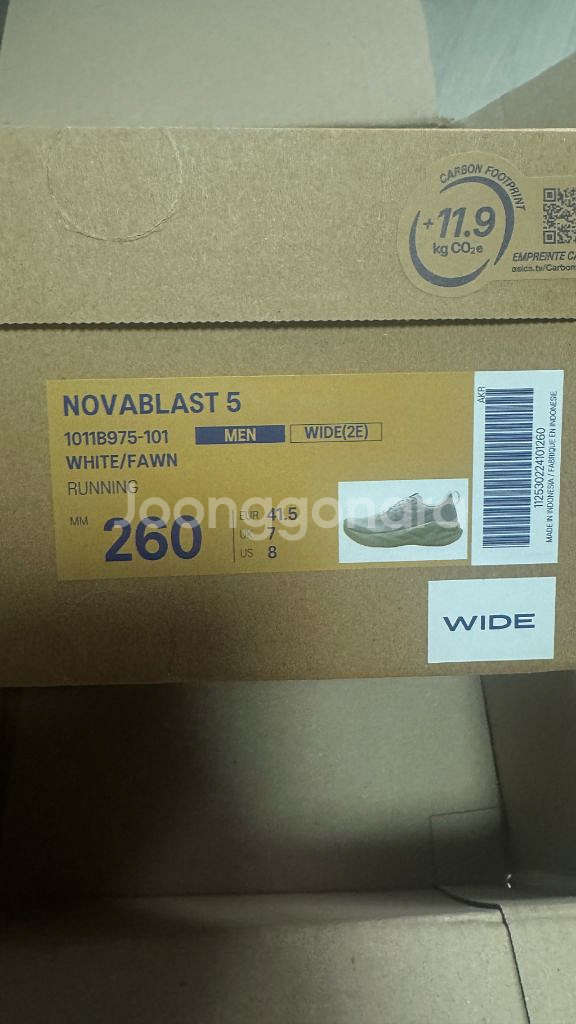 CARBON FOOTPRINT
+11.9
kg CO₂e
EMPREINTE CA
asics.tv/Carbon
NOVABLAST 5
1011B975-101 MEN WIDE(2E)
WHITE/FAWN
RUNNING
MM 260
EUR 41.5
UK 7
US 8
AKR
112530224101260
MADE IN INDONESIA / FABRIQUE EN INDONESIE
WIDE
Joonggonara